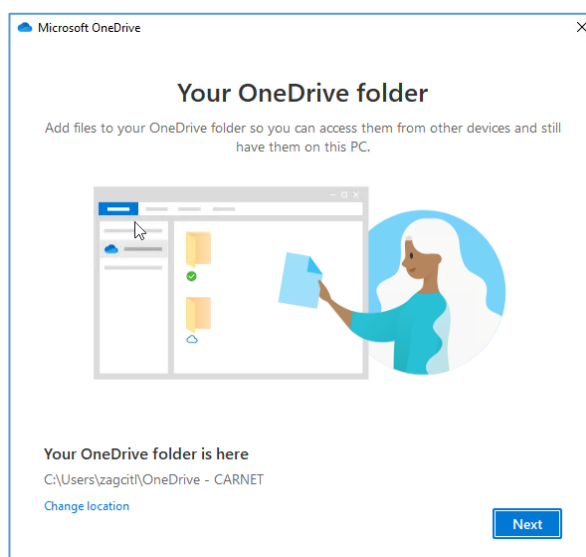 Microsoft OneDrive
Your OneDrive folder
Add files to your OneDrive folder so you can access them from other devices and still
have them on this PC.
Your OneDrive folder is here
C:\Users\zagcitl\OneDrive - CARNET
Change location
Next